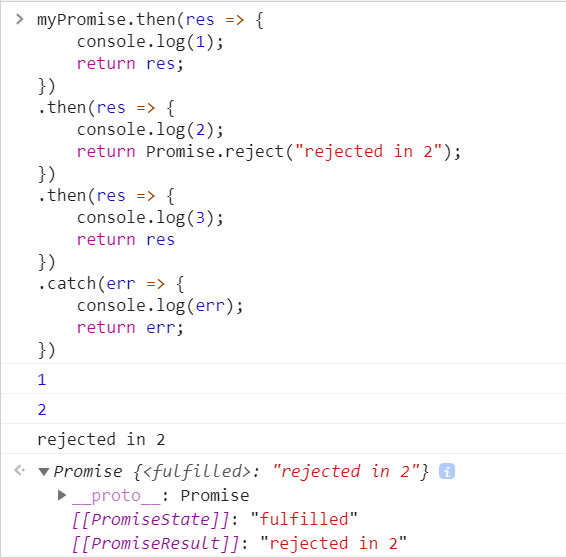 myPromise.then(res => {
    console.log(1);
    return res;
})
.then(res => {
    console.log(2);
    return Promise.reject("rejected in 2");
})
.then(res => {
    console.log(3);
    return res
})
.catch(err => {
    console.log(err);
    return err;
})
1
2
rejected in 2
Promise {<fulfilled>: "rejected in 2"} i
__proto__: Promise
[[PromiseState]]: "fulfilled"
[[PromiseResult]]: "rejected in 2"